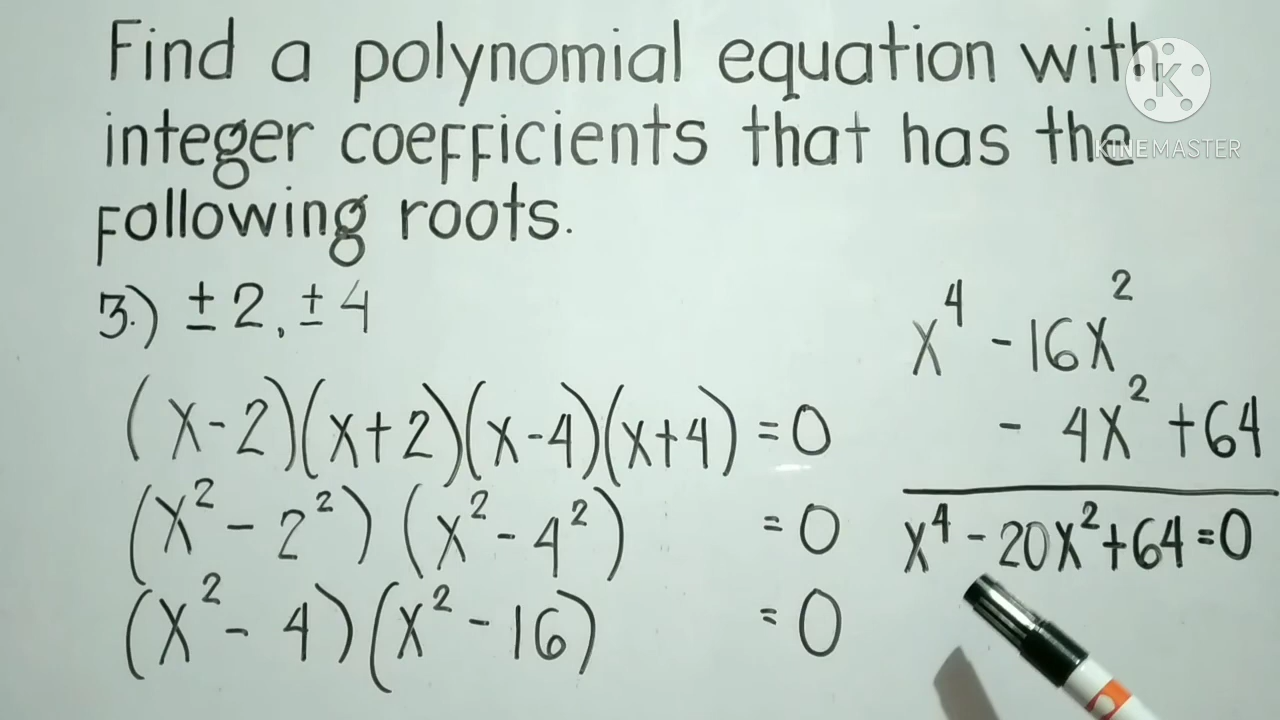 Find a polynomial equation with
integer coefficients that has the
following roots.
3.) ± 2, ± 4
(x-2)(x+2)(x-4)(x+4) = 0
(x² - 2²) (x² - 4²) = 0
(x² - 4)(x² - 16) = 0
x⁴ - 16x²
- 4x² + 64
x⁴ - 20x² + 64 = 0
K
KINEMASTER